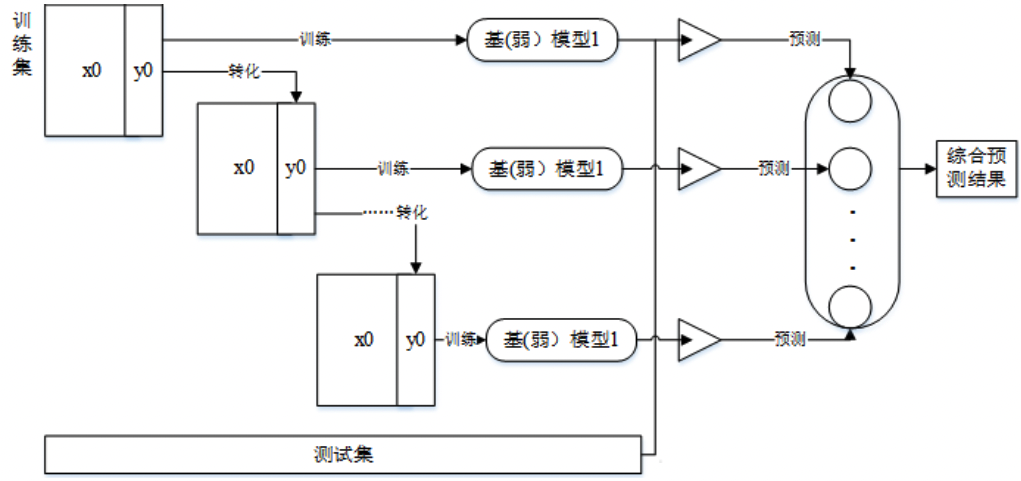 训
练
集
x0
y0
训练
基(弱）模型1
预测
转化
x0
y0
训练
基(弱）模型1
预测
综合预
测结果
……转化
x0
y0
训练
基(弱）模型1
预测
测试集